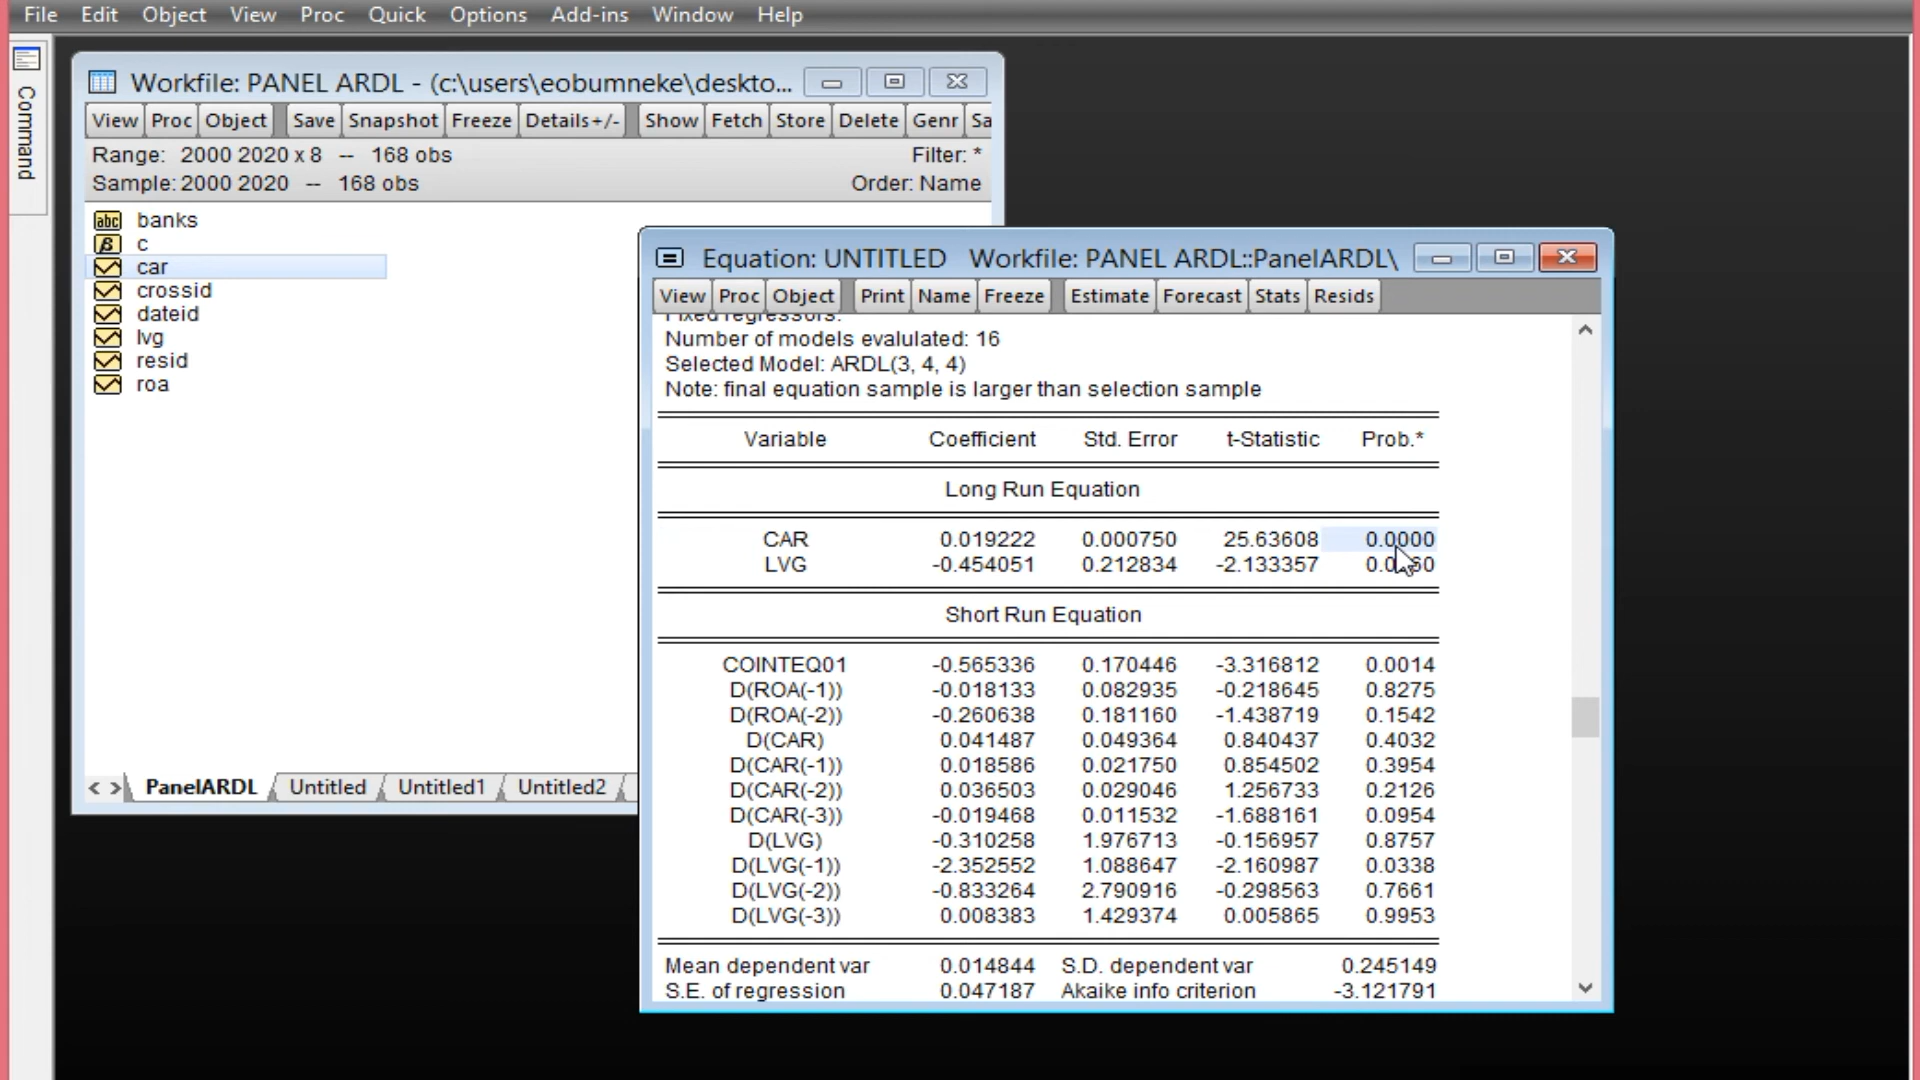 File Edit Object View Proc Quick Options Add-ins Window Help
Command
Workfile: PANEL ARDL - (c:\users\eobumneke\deskto...
View Proc Object Save Snapshot Freeze Details+/- Show Fetch Store Delete Genr Sa
Range: 2000 2020 x 8 -- 168 obs Filter: *
Sample: 2000 2020 -- 168 obs Order: Name
abc banks
β c
car
crossid
dateid
lvg
resid
roa
< > PanelARDL Untitled Untitled1 Untitled2
Equation: UNTITLED Workfile: PANEL ARDL::PanelARDL\
View Proc Object Print Name Freeze Estimate Forecast Stats Resids
Fixed regressors:
Number of models evalulated: 16
Selected Model: ARDL(3, 4, 4)
Note: final equation sample is larger than selection sample
Variable Coefficient Std. Error t-Statistic Prob.*
Long Run Equation
CAR 0.019222 0.000750 25.63608 0.0000
LVG -0.454051 0.212834 -2.133357
Short Run Equation
COINTEQ01 -0.565336 0.170446 -3.316812 0.0014
D(ROA(-1)) -0.018133 0.082935 -0.218645 0.8275
D(ROA(-2)) -0.260638 0.181160 -1.438719 0.1542
D(CAR) 0.041487 0.049364 0.840437 0.4032
D(CAR(-1)) 0.018586 0.021750 0.854502 0.3954
D(CAR(-2)) 0.036503 0.029046 1.256733 0.2126
D(CAR(-3)) -0.019468 0.011532 -1.688161 0.0954
D(LVG) -0.310258 1.976713 -0.156957 0.8757
D(LVG(-1)) -2.352552 1.088647 -2.160987 0.0338
D(LVG(-2)) -0.833264 2.790916 -0.298563 0.7661
D(LVG(-3)) 0.008383 1.429374 0.005865 0.9953
Mean dependent var 0.014844 S.D. dependent var 0.245149
S.E. of regression 0.047187 Akaike info criterion -3.121791